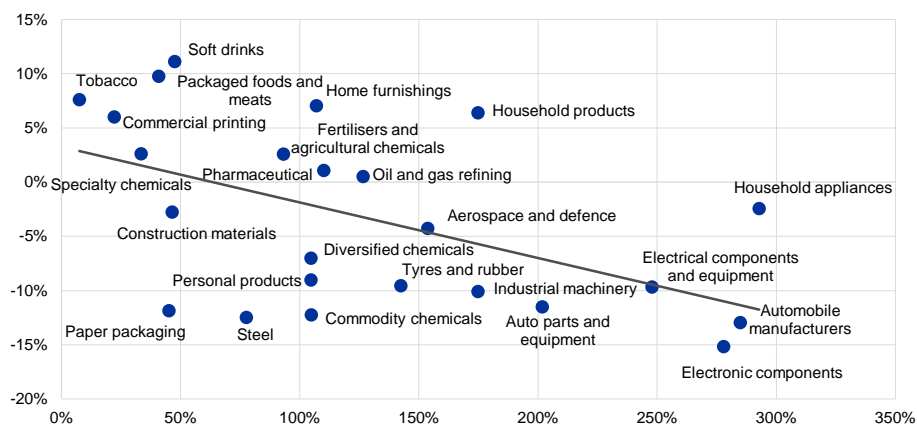 15%
10%
5%
0%
-5%
-10%
-15%
-20%
0%
50%
100%
150%
200%
250%
300%
350%
Soft drinks
Tobacco
Packaged foods and
meats
Home furnishings
Household products
Commercial printing
Fertilisers and
agricultural chemicals
Specialty chemicals
Pharmaceutical
Oil and gas refining
Household appliances
Construction materials
Aerospace and defence
Diversified chemicals
Electrical components
and equipment
Personal products
Tyres and rubber
Industrial machinery
Paper packaging
Steel
Commodity chemicals
Auto parts and
equipment
Automobile
manufacturers
Electronic components